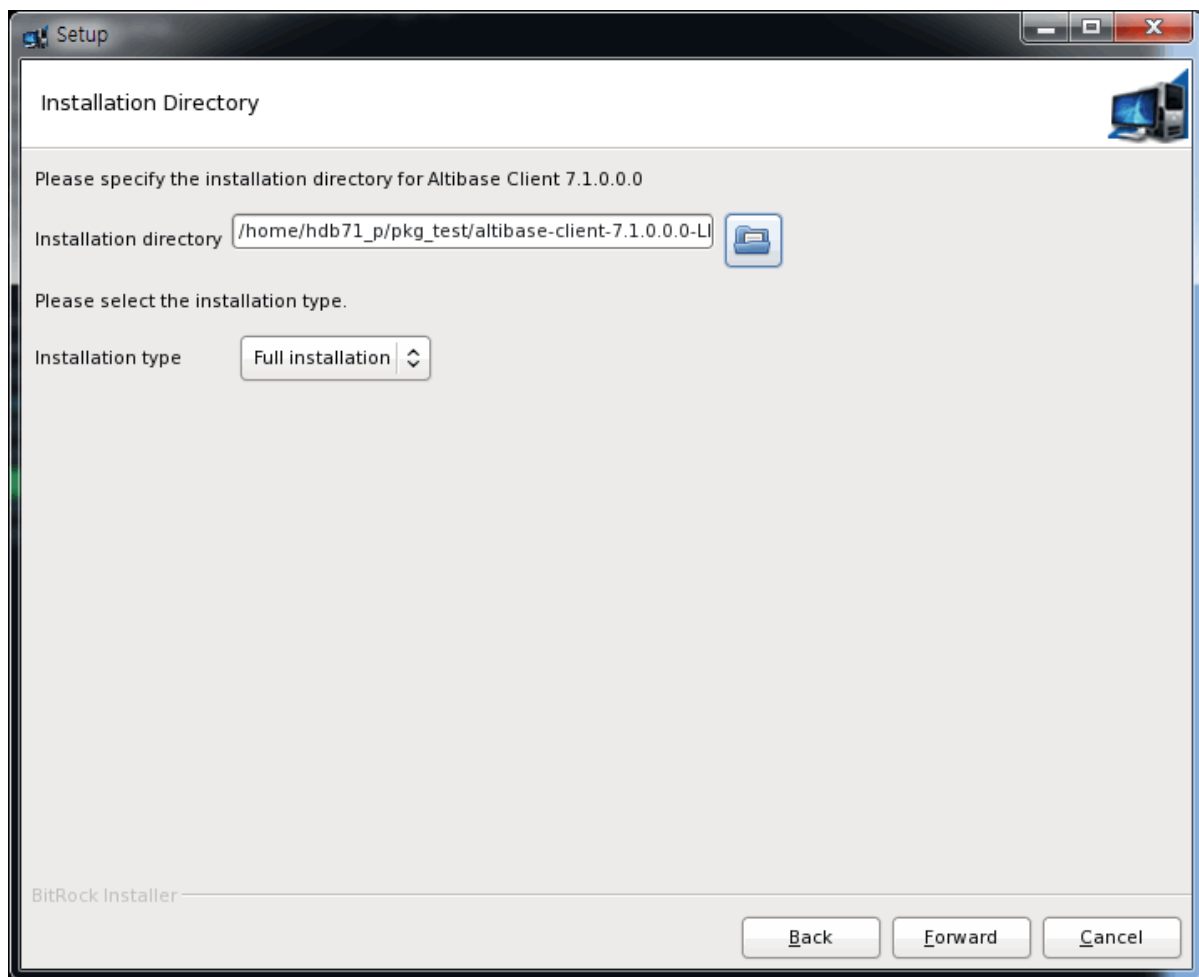 Setup
Installation Directory
Please specify the installation directory for Altibase Client 7.1.0.0.0
Installation directory /home/hdb71_p/pkg_test/altibase-client-7.1.0.0.0-LI
Please select the installation type.
Installation type Full installation
BitRock Installer
Back Forward Cancel